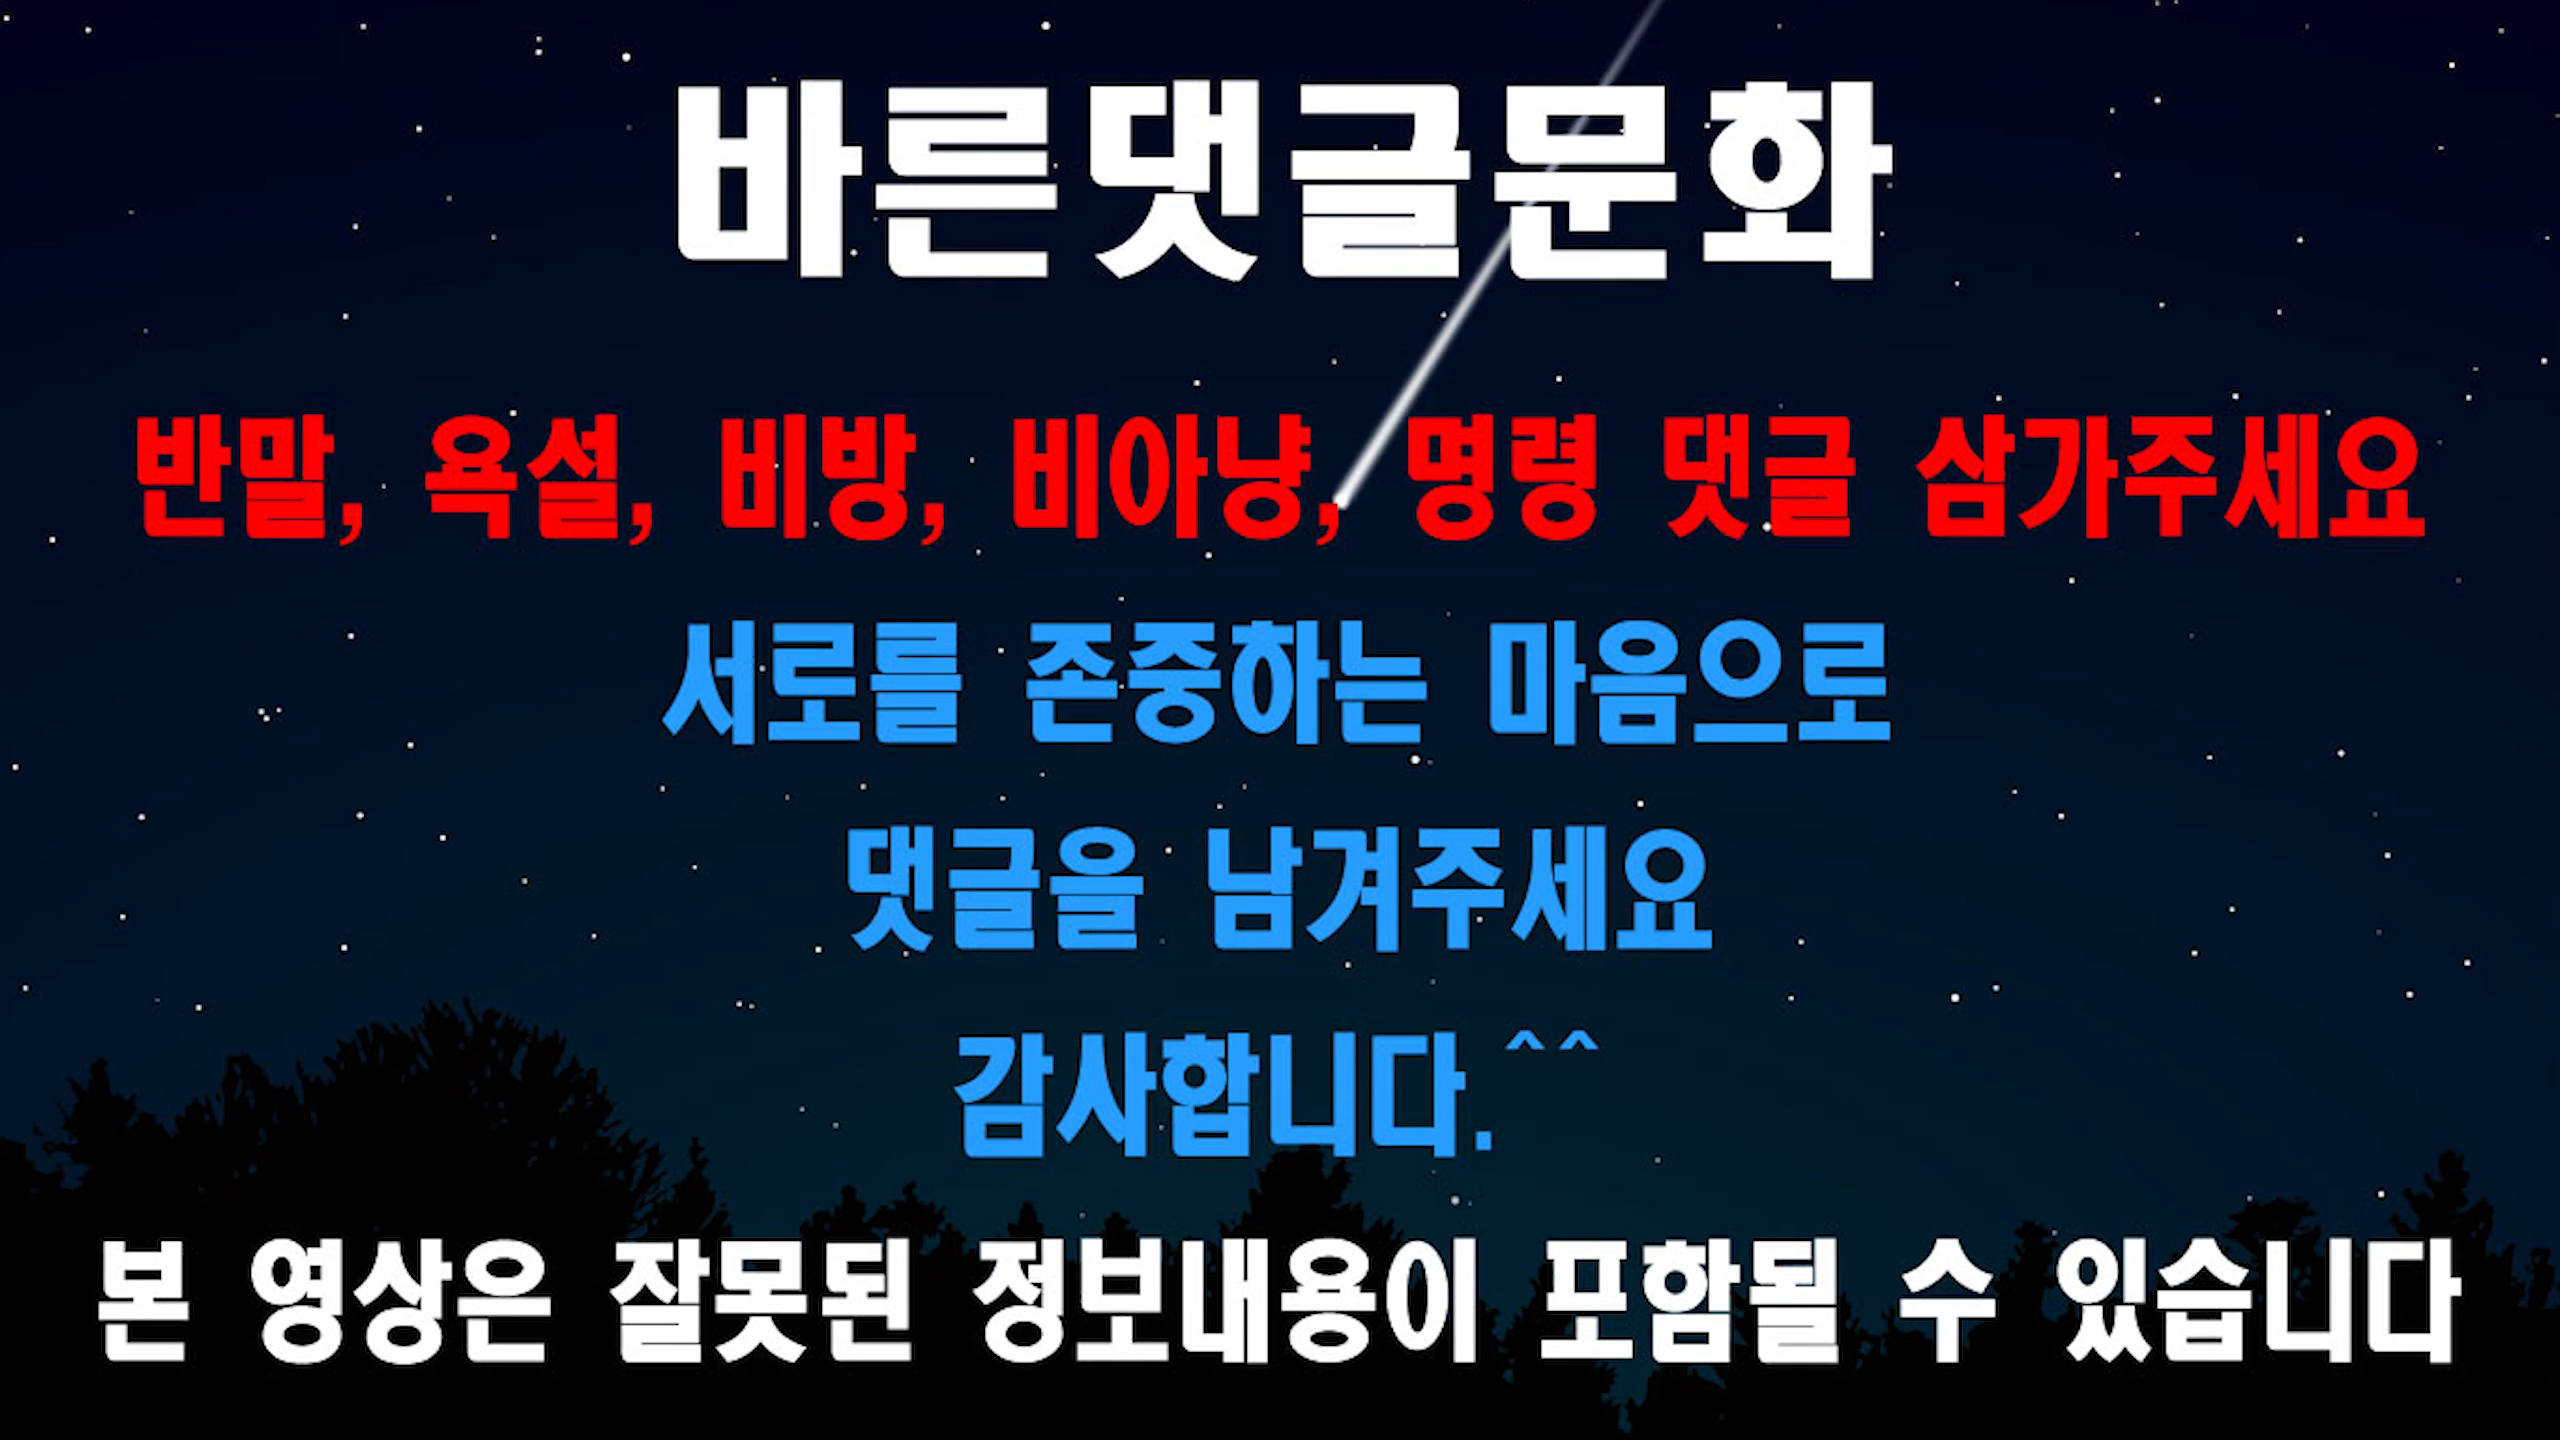 바른댓글문화
반말, 욕설, 비방, 비아냥, 명령 댓글 삼가주세요
서로를 존중하는 마음으로
댓글을 남겨주세요
감사합니다.^^
본 영상은 잘못된 정보내용이 포함될 수 있습니다